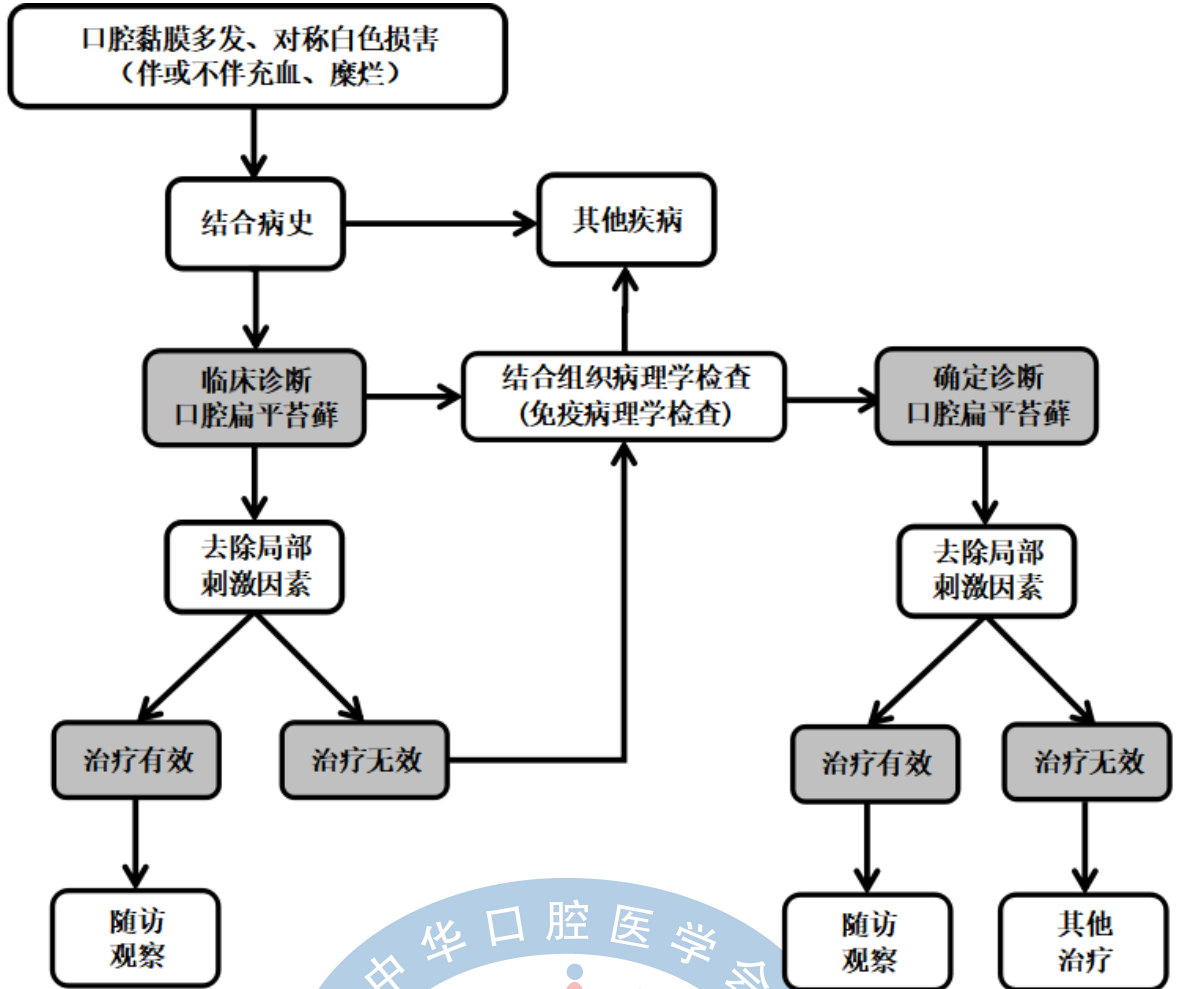 口腔黏膜多发、对称白色损害
（伴或不伴充血、糜烂）
结合病史
其他疾病
临床诊断
口腔扁平苔藓
结合组织病理学检查
(免疫病理学检查)
确定诊断
口腔扁平苔藓
去除局部
刺激因素
去除局部
刺激因素
治疗有效
治疗无效
治疗有效
治疗无效
随访
观察
随访
观察
其他
治疗
中华口腔医学会